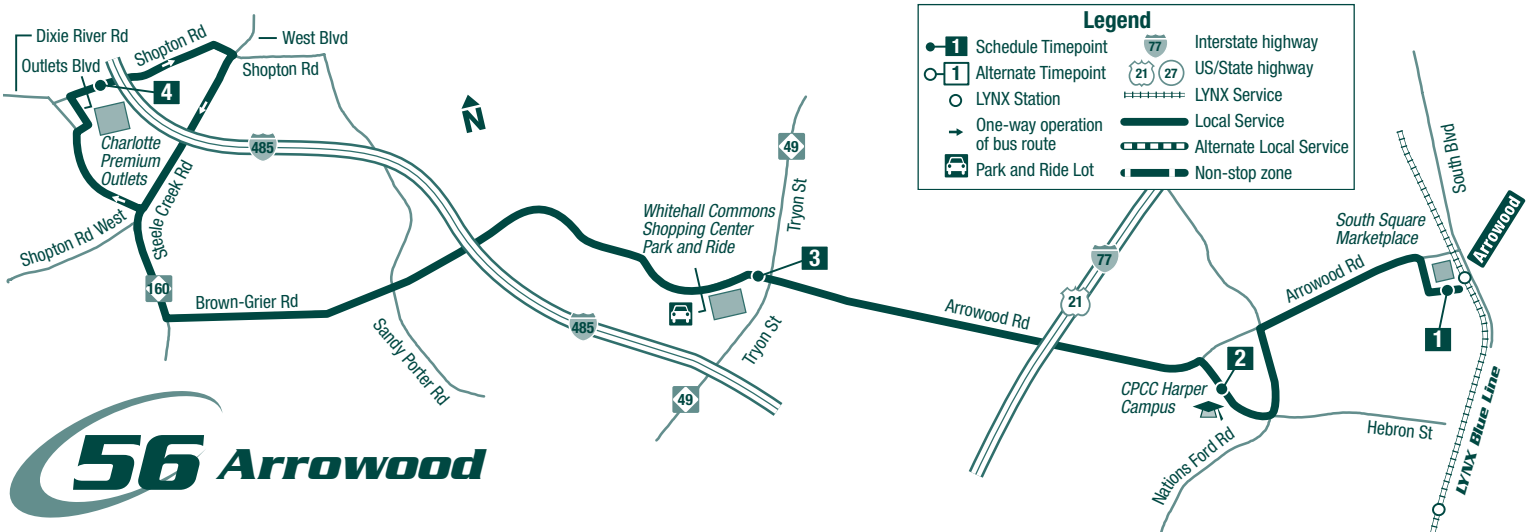 Dixie River Rd
Outlets Blvd
Shopton Rd
West Blvd
Shopton Rd
4
Charlotte
Premium
Outlets
485
Steele Creek Rd
Shopton Rd West
160
Brown-Grier Rd
Sandy Porter Rd
N
Whitehall Commons
Shopping Center
Park and Ride
49
Tryon St
3
485
Tryon St
49
Arrowood Rd
77
21
Legend
1 Schedule Timepoint
1 Alternate Timepoint
LYNX Station
One-way operation
of bus route
Park and Ride Lot
77 Interstate highway
21 27 US/State highway
LYNX Service
Local Service
Alternate Local Service
Non-stop zone
South Blvd
South Square
Marketplace
Arrowood
Arrowood Rd
1
2
CPCC Harper
Campus
Nations Ford Rd
Hebron St
LYNX Blue Line
56 Arrowood